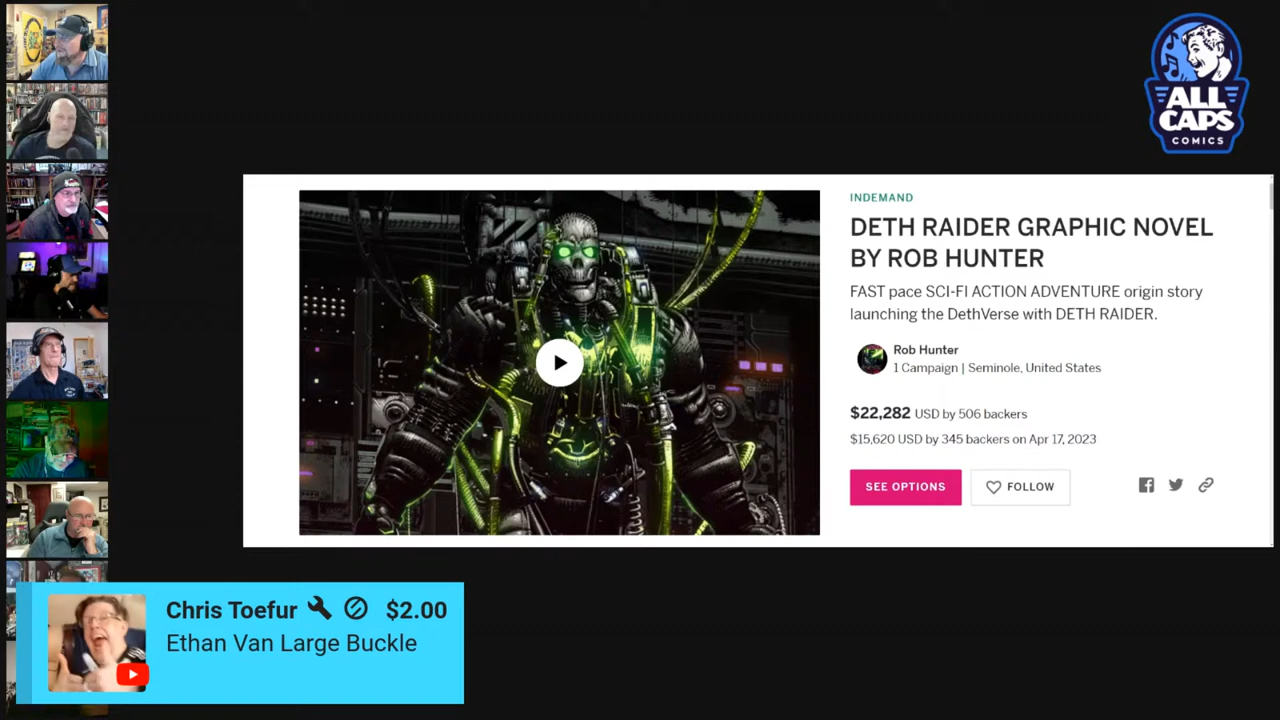 ALL
CAPS
COMICS
INDEMAND
DETH RAIDER GRAPHIC NOVEL
BY ROB HUNTER
FAST pace SCI-FI ACTION ADVENTURE origin story
launching the DethVerse with DETH RAIDER.
Rob Hunter
1 Campaign | Seminole, United States
$22,282 USD by 506 backers
$15,620 USD by 345 backers on Apr 17, 2023
SEE OPTIONS
FOLLOW
Chris Toefur $2.00
Ethan Van Large Buckle